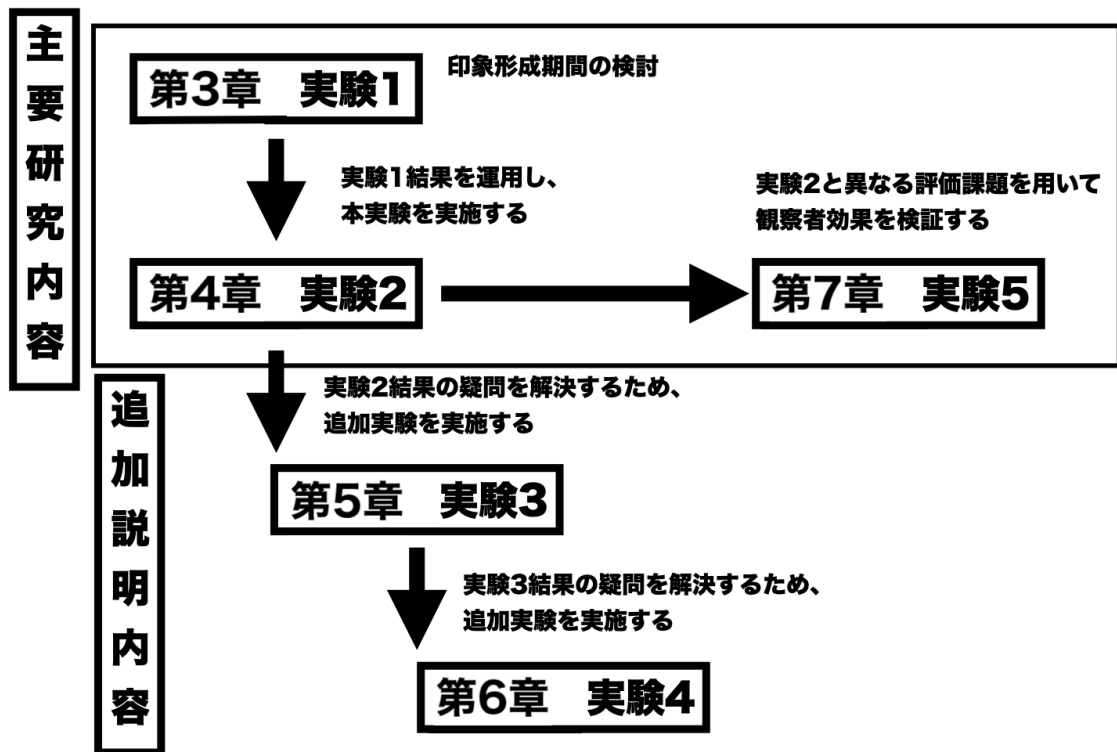 主要研究内容
第3章　実験1
印象形成期間の検討
実験1結果を運用し、
本実験を実施する
実験2と異なる評価課題を用いて
観察者効果を検証する
第4章　実験2
第7章　実験5
追加説明内容
実験2結果の疑問を解決するため、
追加実験を実施する
第5章　実験3
実験3結果の疑問を解決するため、
追加実験を実施する
第6章　実験4